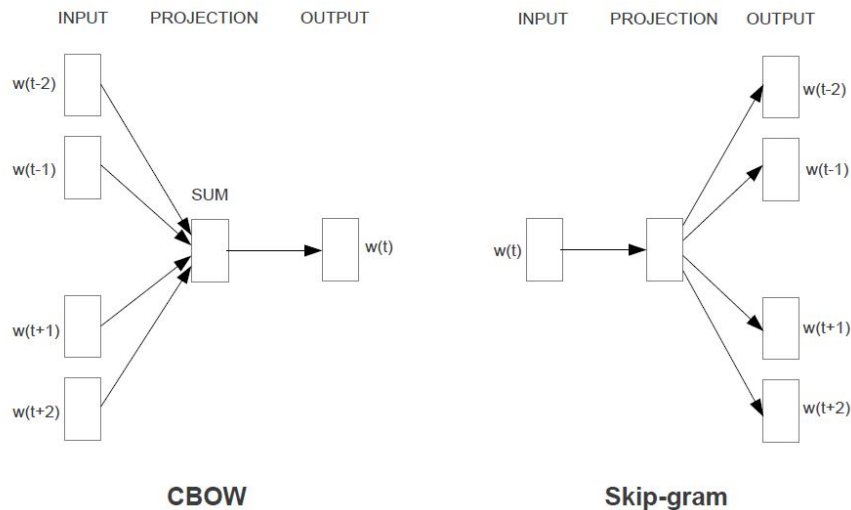 INPUT PROJECTION OUTPUT
w(t-2)
w(t-1)
SUM
w(t)
w(t+1)
w(t+2)
CBOW
INPUT PROJECTION OUTPUT
w(t-2)
w(t-1)
w(t)
w(t+1)
w(t+2)
Skip-gram